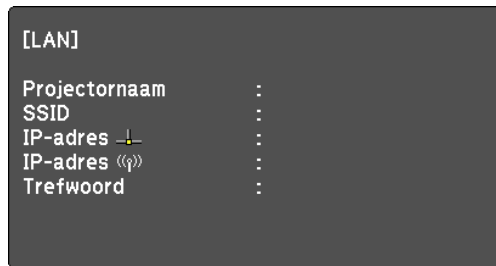 [LAN]
Projectornaam :
SSID :
IP-adres :
IP-adres :
Trefwoord :